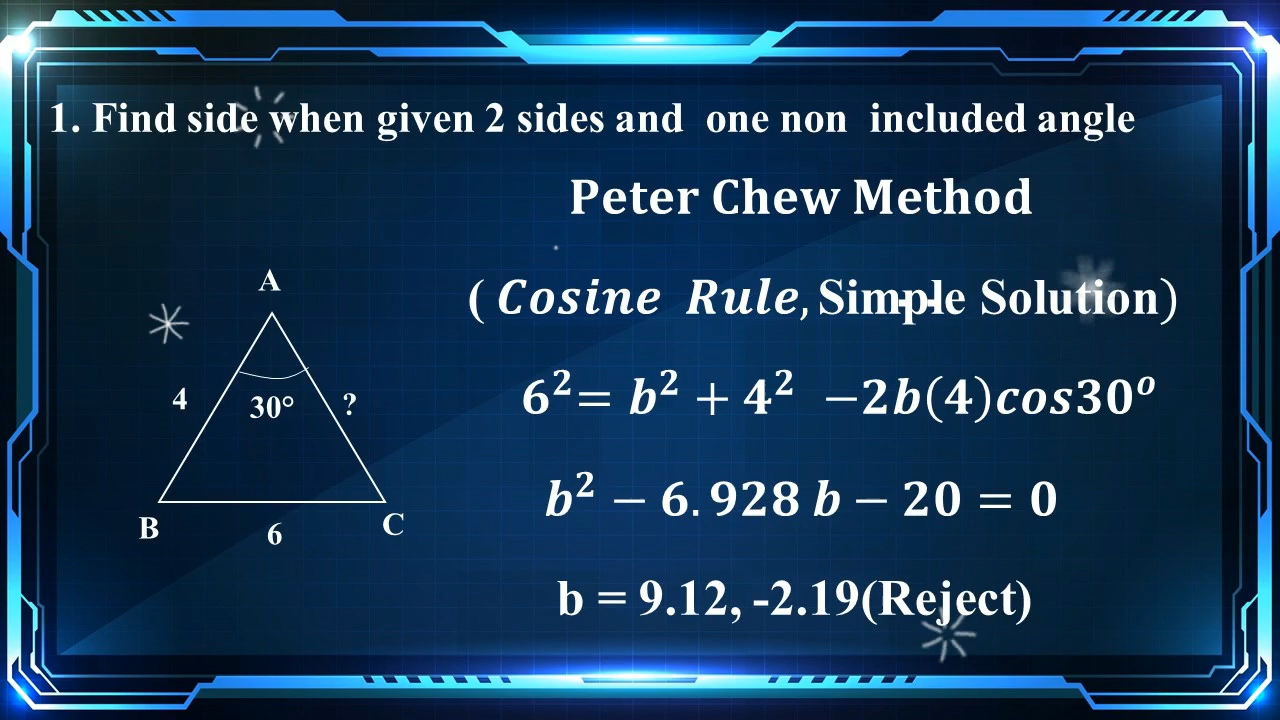 1. Find side when given 2 sides and one non included angle
Peter Chew Method
( Cosine Rule, Simple Solution)
A
4
30°
?
B
6
C
6²= b² + 4² −2b(4)cos30ᵒ
b² − 6.928 b − 20 = 0
b = 9.12, -2.19(Reject)